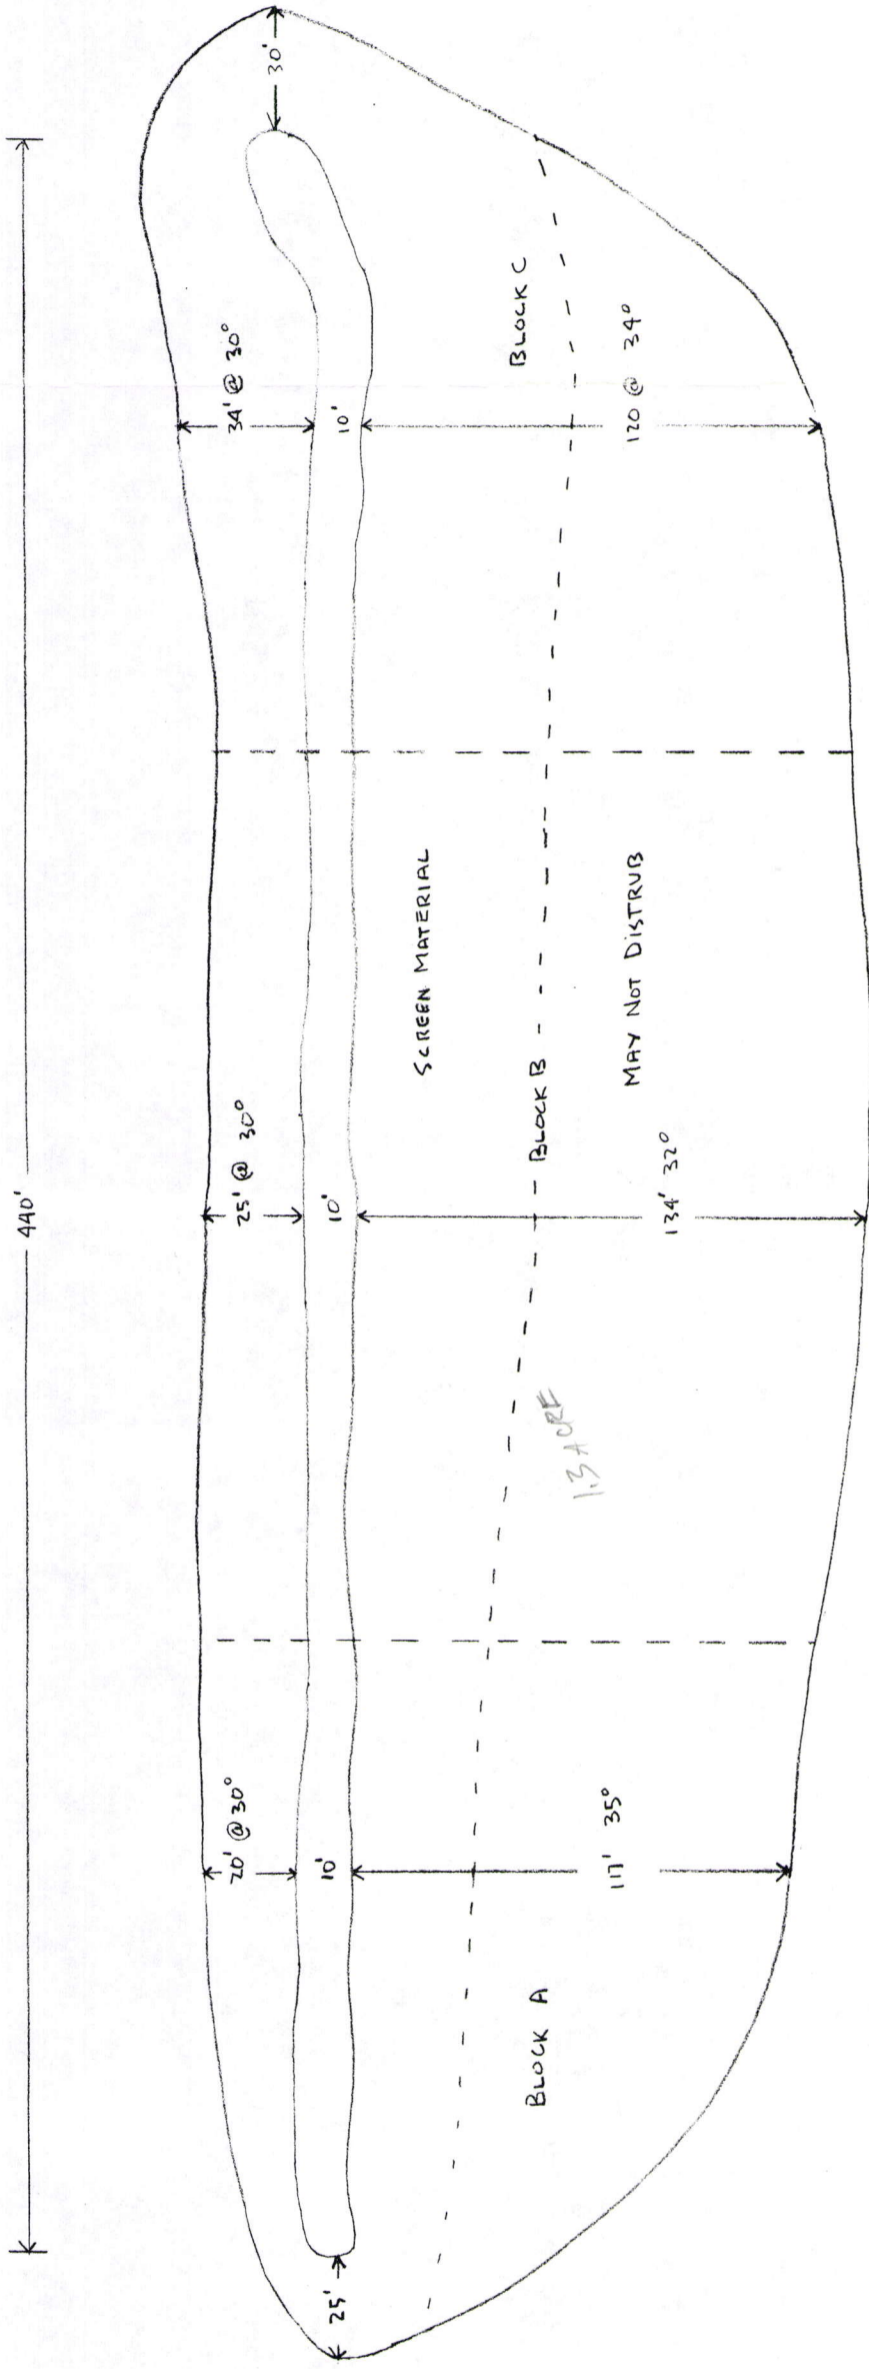 440'
20' @30°
25' @ 30°
34' @ 30°
30'
25'
10'
10'
10'
SCREEN MATERIAL
BLOCK A
BLOCK B
BLOCK C
1.3 ACRE
MAY NOT DISTRUB
117' 35°
134' 32°
120 @ 34°